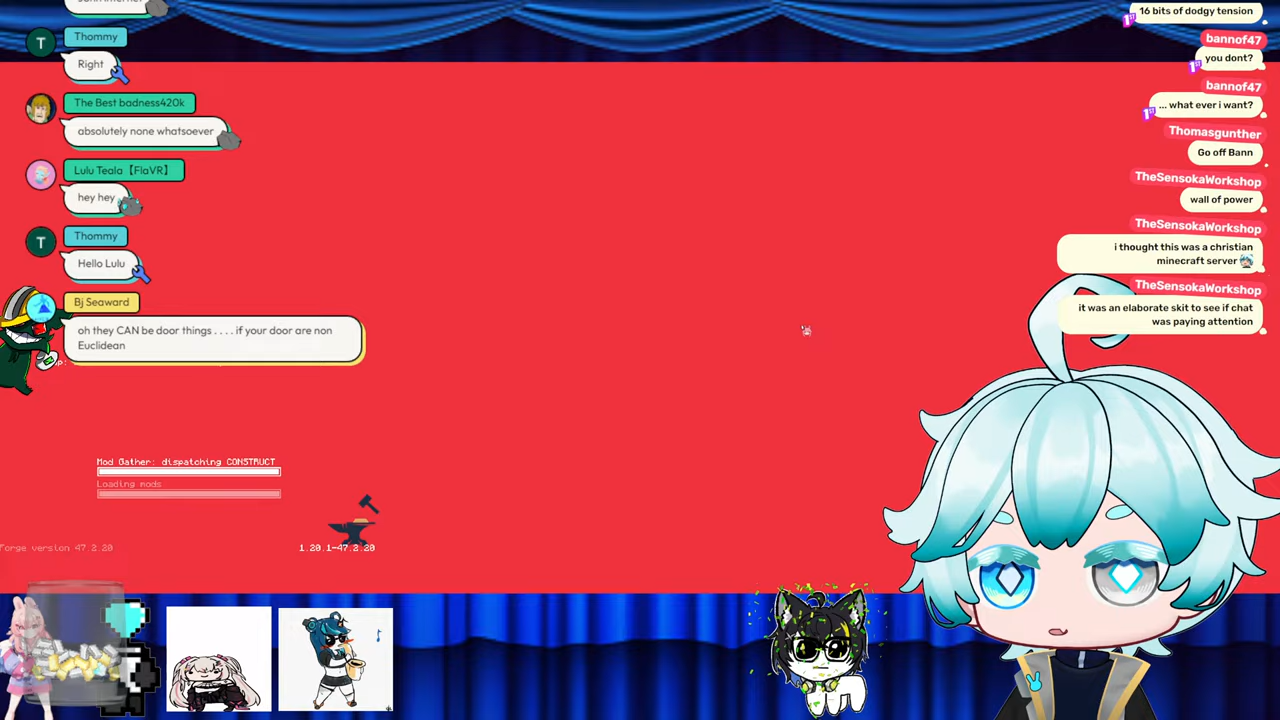 Thommy
Right
The Best badness420k
absolutely none whatsoever
Lulu Teala【FlaVR】
hey hey
Thommy
Hello Lulu
Bj Seaward
oh they CAN be door things . . . . if your door are non
Euclidean
Mod Gather: dispatching CONSTRUCT
Loading mods
forge version 47.2.20
1.20.1-47.2.20
16 bits of dodgy tension
bannof47
you dont?
bannof47
... what ever i want?
Thomasgunther
Go off Bann
TheSensokaWorkshop
wall of power
TheSensokaWorkshop
i thought this was a christian
minecraft server
TheSensokaWorkshop
it was an elaborate skit to see if chat
was paying attention